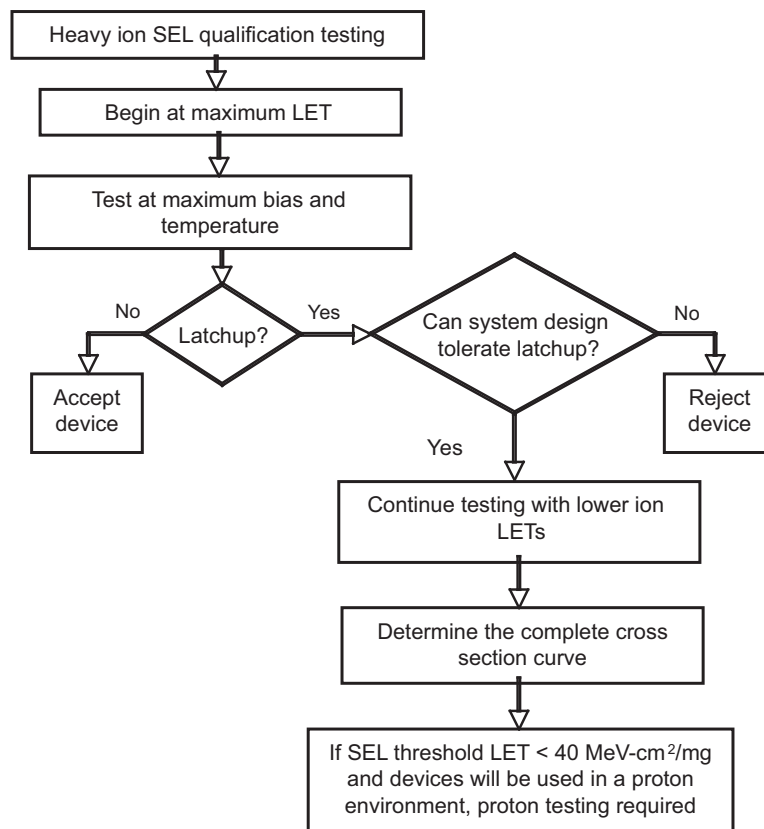 Heavy ion SEL qualification testing
Begin at maximum LET
Test at maximum bias and
temperature
No
Latchup?
Yes
Can system design
tolerate latchup?
No
Accept
device
Reject
device
Yes
Continue testing with lower ion
LETs
Determine the complete cross
section curve
If SEL threshold LET < 40 MeV-cm²/mg
and devices will be used in a proton
environment, proton testing required